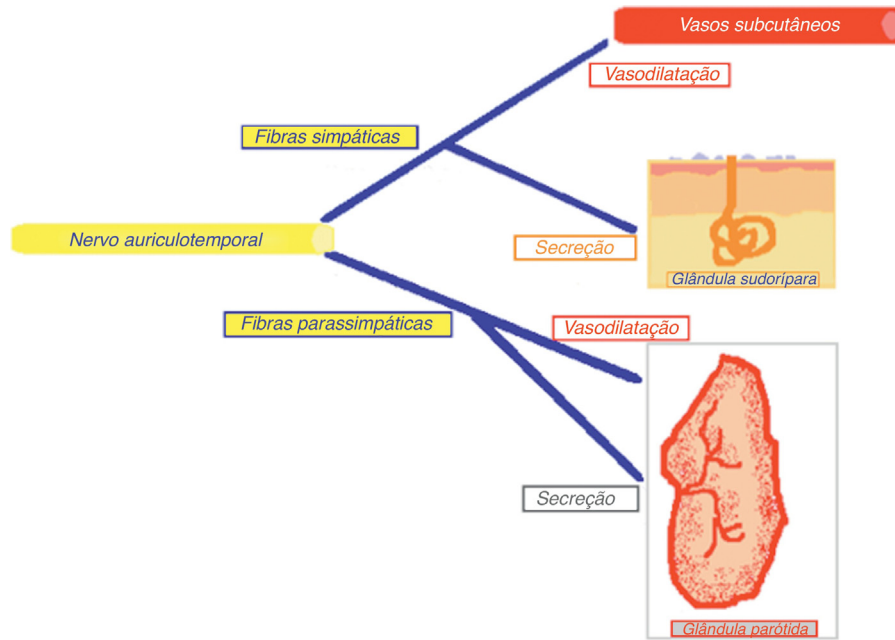 Vasos subcutâneos
Vasodilatação
Fibras simpáticas
Nervo auriculotemporal
Secreção
Glândula sudorípara
Fibras parassimpáticas
Vasodilatação
Secreção
Glândula parótida